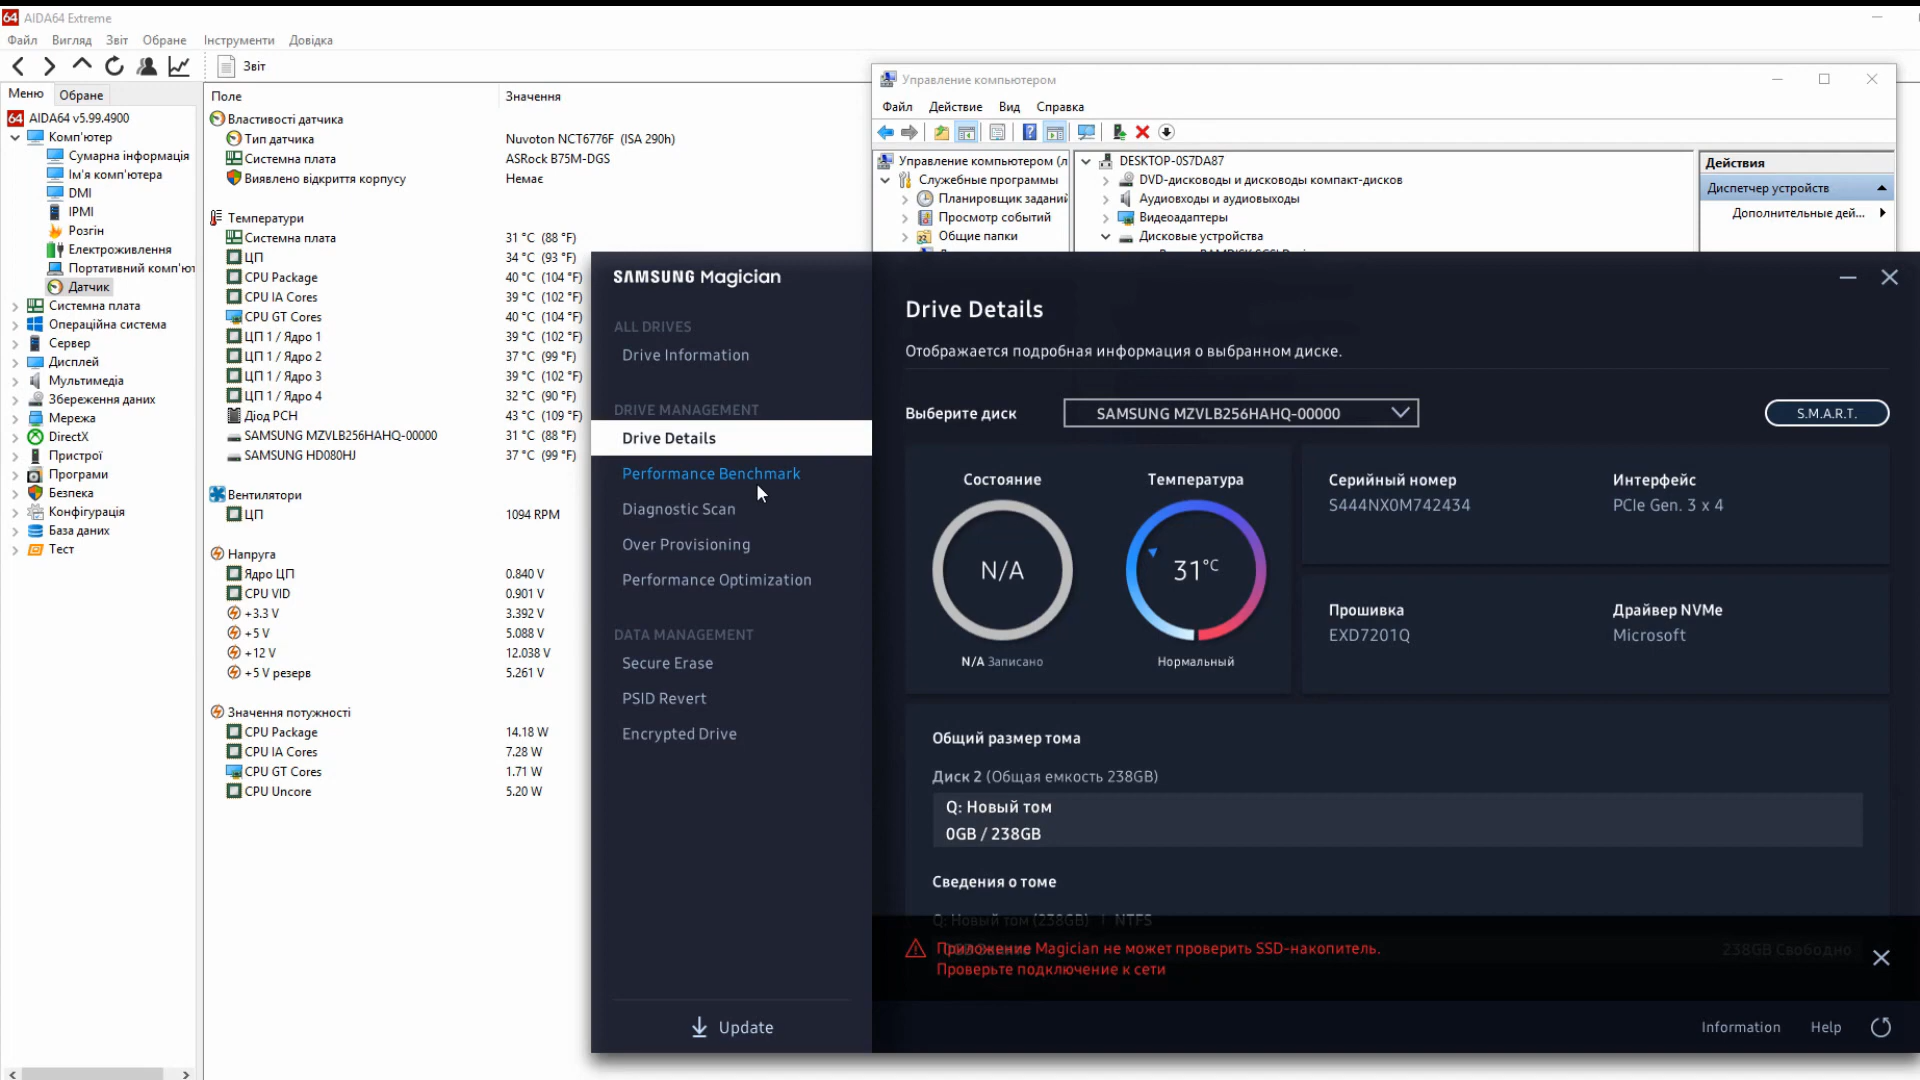 AIDA64 Extreme
Файл Вигляд Звіт Обране Інструменти Довідка
Звіт
Меню Обране
AIDA64 v5.99.4900
Комп'ютер
Сумарна інформація
Ім'я комп'ютера
DMI
IPMI
Розгін
Електроживлення
Портативний комп'ют
Датчик
Системна плата
Операційна система
Сервер
Дисплей
Мультимедіа
Збереження даних
Мережа
DirectX
Пристрої
Програми
Безпека
Конфігурація
База даних
Тест
Поле Значення
Властивості датчика
Тип датчика Nuvoton NCT6776F (ISA 290h)
Системна плата ASRock B75M-DGS
Виявлено відкриття корпусу Немає
Температури
Системна плата 31 °C (88 °F)
ЦП 34 °C (93 °F)
CPU Package 40 °C (104 °F)
CPU IA Cores 39 °C (102 °F)
CPU GT Cores 40 °C (104 °F)
ЦП 1 / Ядро 1 39 °C (102 °F)
ЦП 1 / Ядро 2 37 °C (99 °F)
ЦП 1 / Ядро 3 39 °C (102 °F)
ЦП 1 / Ядро 4 32 °C (90 °F)
Діод PCH 43 °C (109 °F)
SAMSUNG MZVLB256HAHQ-00000 31 °C (88 °F)
SAMSUNG HD080HJ 37 °C (99 °F)
Вентилятори
ЦП 1094 RPM
Напруга
Ядро ЦП 0.840 V
CPU VID 0.901 V
+3.3 V 3.392 V
+5 V 5.088 V
+12 V 12.038 V
+5 V резерв 5.261 V
Значення потужності
CPU Package 14.18 W
CPU IA Cores 7.28 W
CPU GT Cores 1.71 W
CPU Uncore 5.20 W
Управление компьютером
Файл Действие Вид Справка
Управление компьютером (л
Служебные программы
Планировщик заданий
Просмотр событий
Общие папки
DESKTOP-0S7DA87
DVD-дисководы и дисководы компакт-дисков
Аудиовходы и аудиовыходы
Видеоадаптеры
Дисковые устройства
Действия
Диспетчер устройств
Дополнительные дей...
SAMSUNG Magician
ALL DRIVES
Drive Information
DRIVE MANAGEMENT
Drive Details
Performance Benchmark
Diagnostic Scan
Over Provisioning
Performance Optimization
DATA MANAGEMENT
Secure Erase
PSID Revert
Encrypted Drive
Update
Drive Details
Отображается подробная информация о выбранном диске.
Выберите диск SAMSUNG MZVLB256HAHQ-00000 S.M.A.R.T.
Состояние
N/A
N/A Записано
Температура
31°C
Нормальный
Серийный номер
S444NX0M742434
Интерфейс
PCIe Gen. 3 x 4
Прошивка
EXD7201Q
Драйвер NVMe
Microsoft
Общий размер тома
Диск 2 (Общая емкость 238GB)
Q: Новый том
0GB / 238GB
Сведения о томе
Q: Новый том (238GB) | NTFS
238GB Свободно
Приложение Magician не может проверить SSD-накопитель.
Проверьте подключение к сети
Information Help